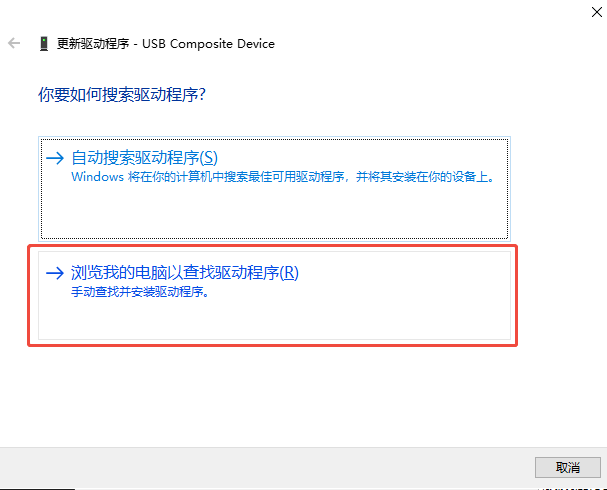 更新驱动程序 - USB Composite Device
你要如何搜索驱动程序?
自动搜索驱动程序(S)
Windows 将在你的计算机中搜索最佳可用驱动程序，并将其安装在你的设备上。
浏览我的电脑以查找驱动程序(R)
手动查找并安装驱动程序。
取消